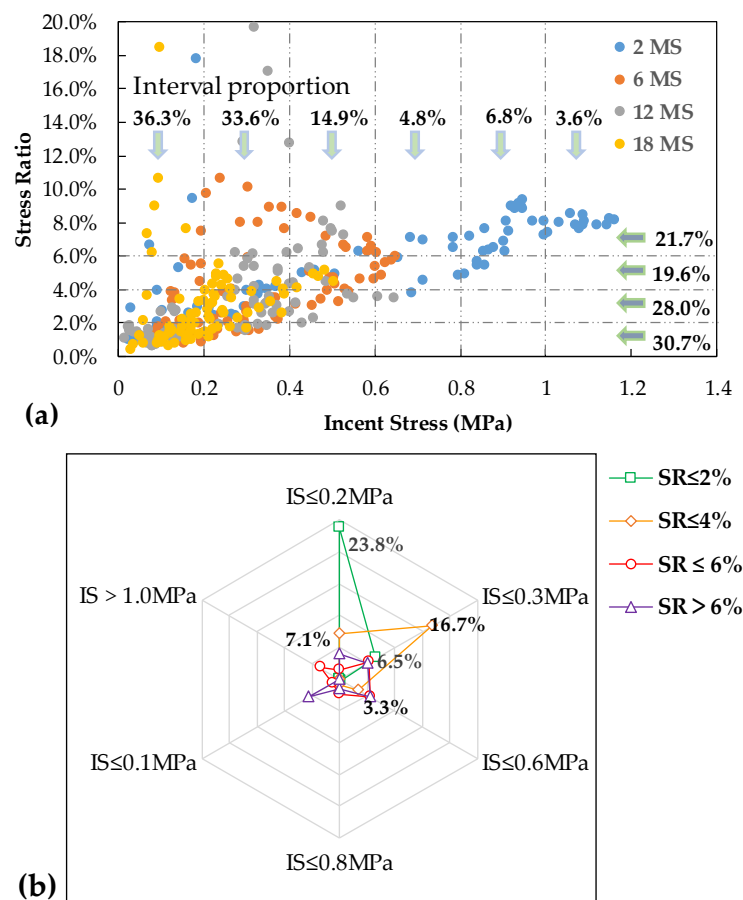 20.0%
18.0%
16.0%
14.0%
12.0%
10.0%
8.0%
6.0%
4.0%
2.0%
0.0%
Stress Ratio
2 MS
6 MS
12 MS
18 MS
Interval proportion
36.3% 33.6% 14.9% 4.8% 6.8% 3.6%
21.7%
19.6%
28.0%
30.7%
0 0.2 0.4 0.6 0.8 1 1.2 1.4
(a)
Incent Stress (MPa)
IS≤0.2MPa
SR≤2%
SR≤4%
SR ≤ 6%
SR > 6%
23.8%
IS > 1.0MPa
IS≤0.3MPa
7.1%
16.7%
6.5%
3.3%
IS≤0.1MPa
IS≤0.6MPa
IS≤0.8MPa
(b)